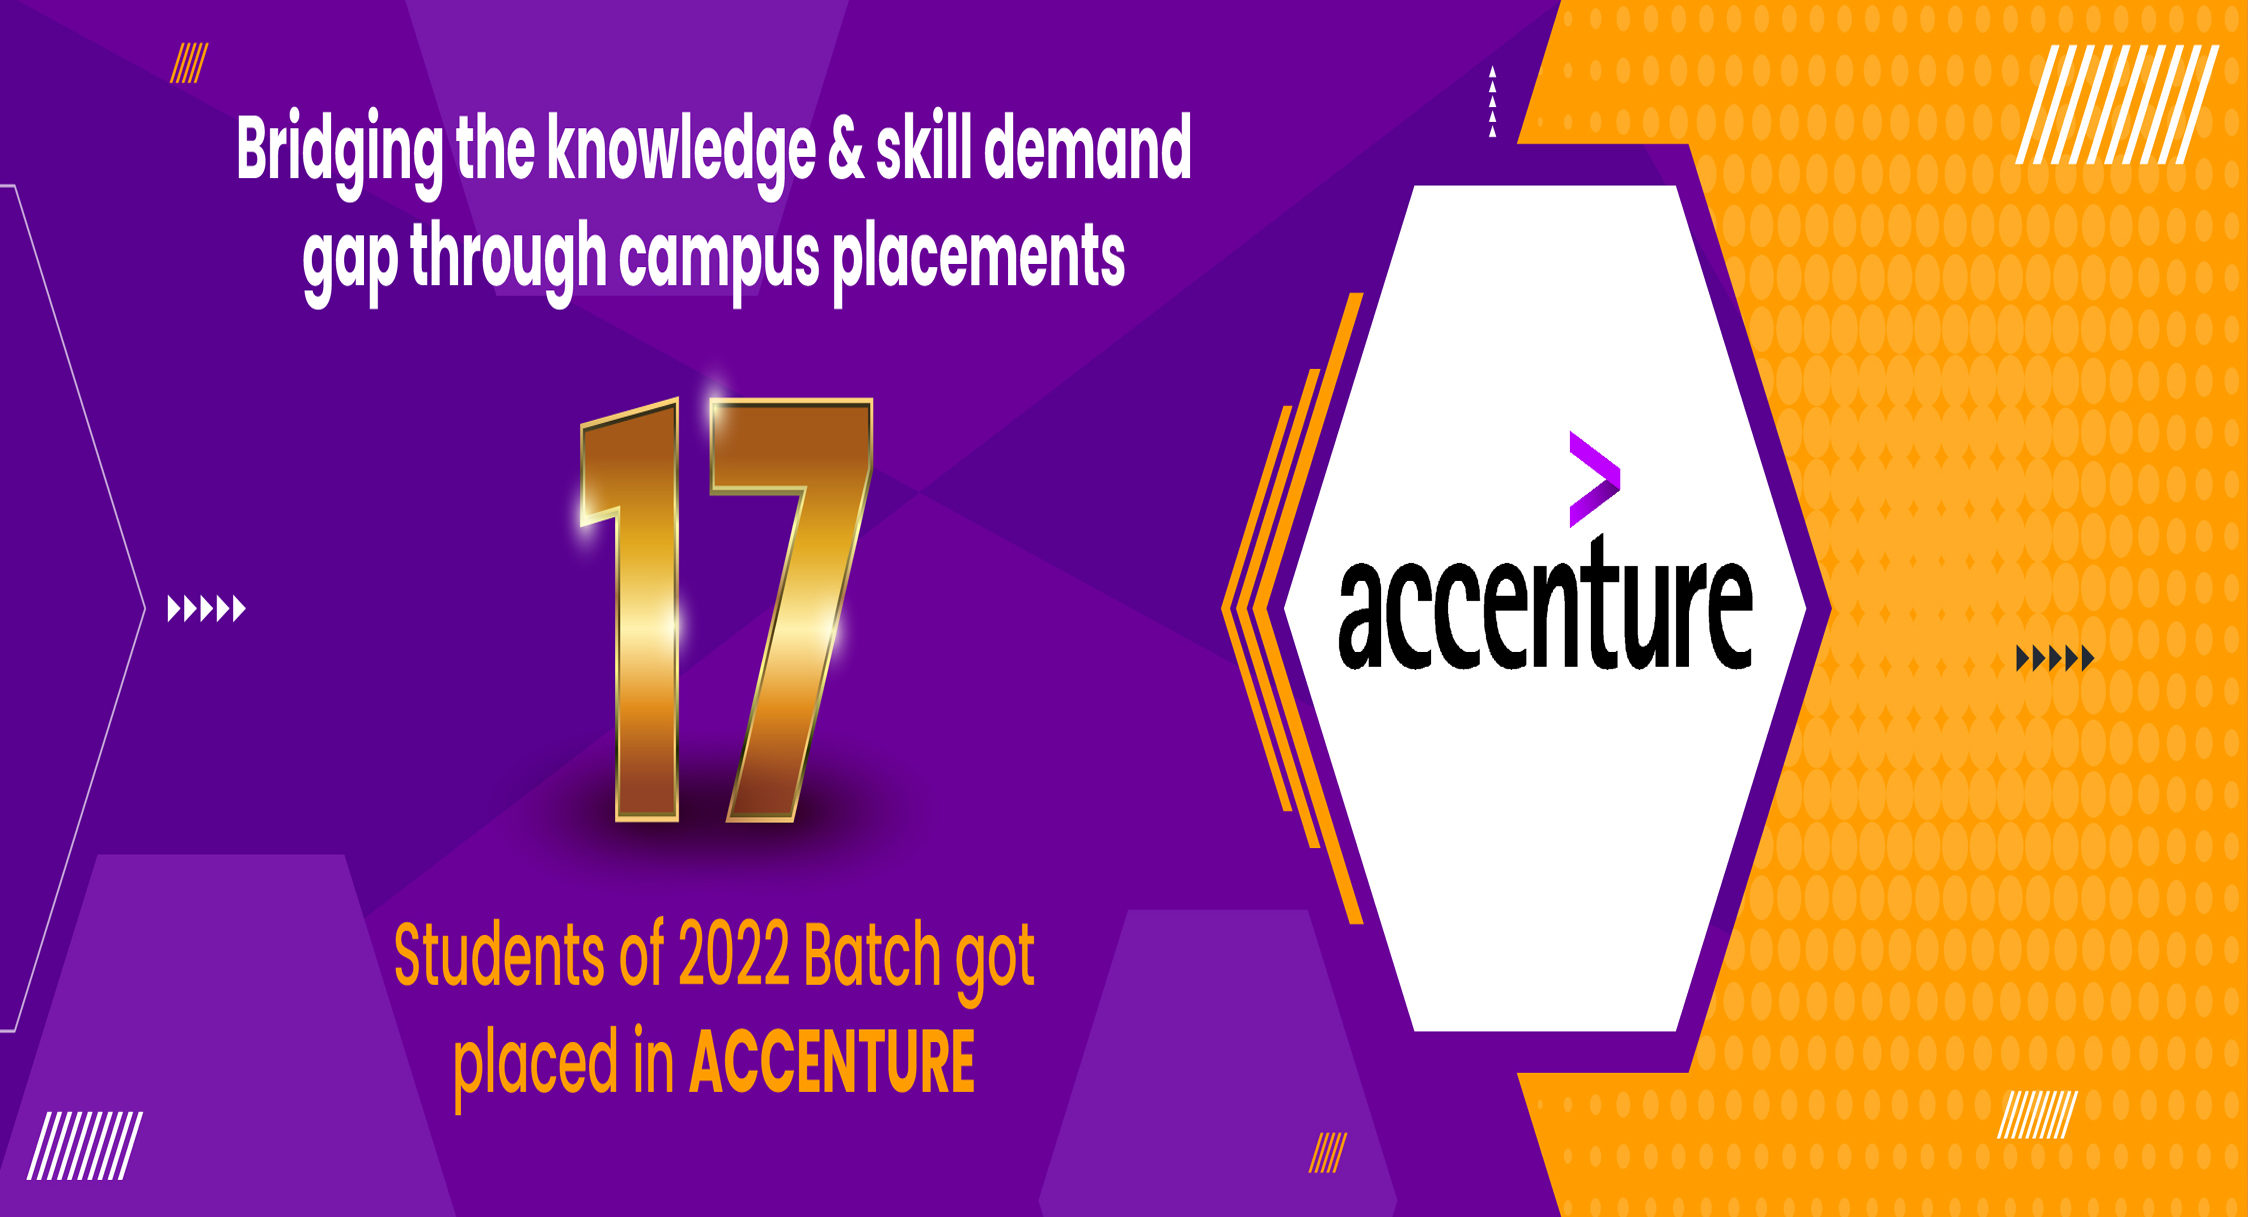 Bridging the knowledge & skill demand
gap through campus placements
17
Students of 2022 Batch got
placed in ACCENTURE
>
accenture